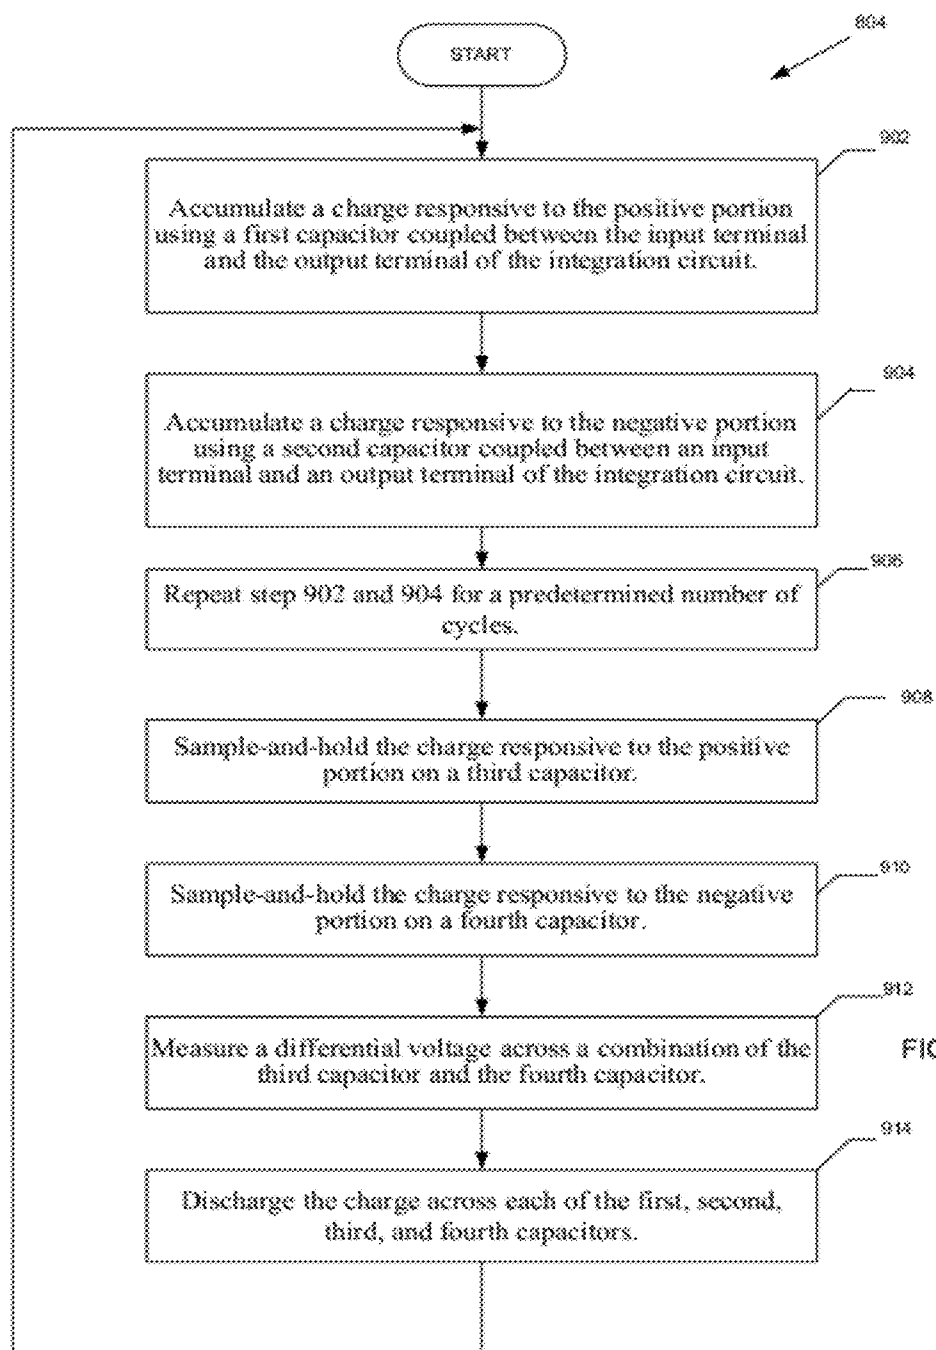 804
START
902
Accumulate a charge responsive to the positive portion
using a first capacitor coupled between the input terminal
and the output terminal of the integration circuit.
904
Accumulate a charge responsive to the negative portion
using a second capacitor coupled between an input
terminal and an output terminal of the integration circuit.
906
Repeat step 902 and 904 for a predetermined number of
cycles.
908
Sample-and-hold the charge responsive to the positive
portion on a third capacitor.
910
Sample-and-hold the charge responsive to the negative
portion on a fourth capacitor.
912
Measure a differential voltage across a combination of the
third capacitor and the fourth capacitor.
914
Discharge the charge across each of the first, second,
third, and fourth capacitors.